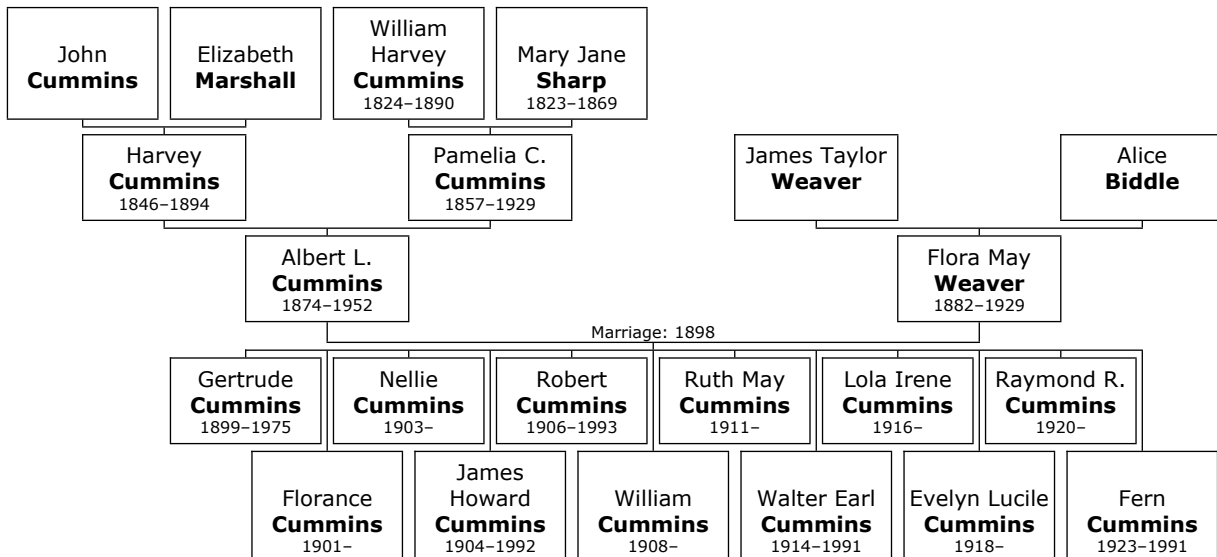 John
Cummins
Elizabeth
Marshall
William
Harvey
Cummins
1824–1890
Mary Jane
Sharp
1823–1869
Harvey
Cummins
1846–1894
Pamelia C.
Cummins
1857–1929
James Taylor
Weaver
Alice
Biddle
Albert L.
Cummins
1874–1952
Flora May
Weaver
1882–1929
Marriage: 1898
Gertrude
Cummins
1899–1975
Nellie
Cummins
1903–
Robert
Cummins
1906–1993
Ruth May
Cummins
1911–
Lola Irene
Cummins
1916–
Raymond R.
Cummins
1920–
Florance
Cummins
1901–
James
Howard
Cummins
1904–1992
William
Cummins
1908–
Walter Earl
Cummins
1914–1991
Evelyn Lucile
Cummins
1918–
Fern
Cummins
1923–1991